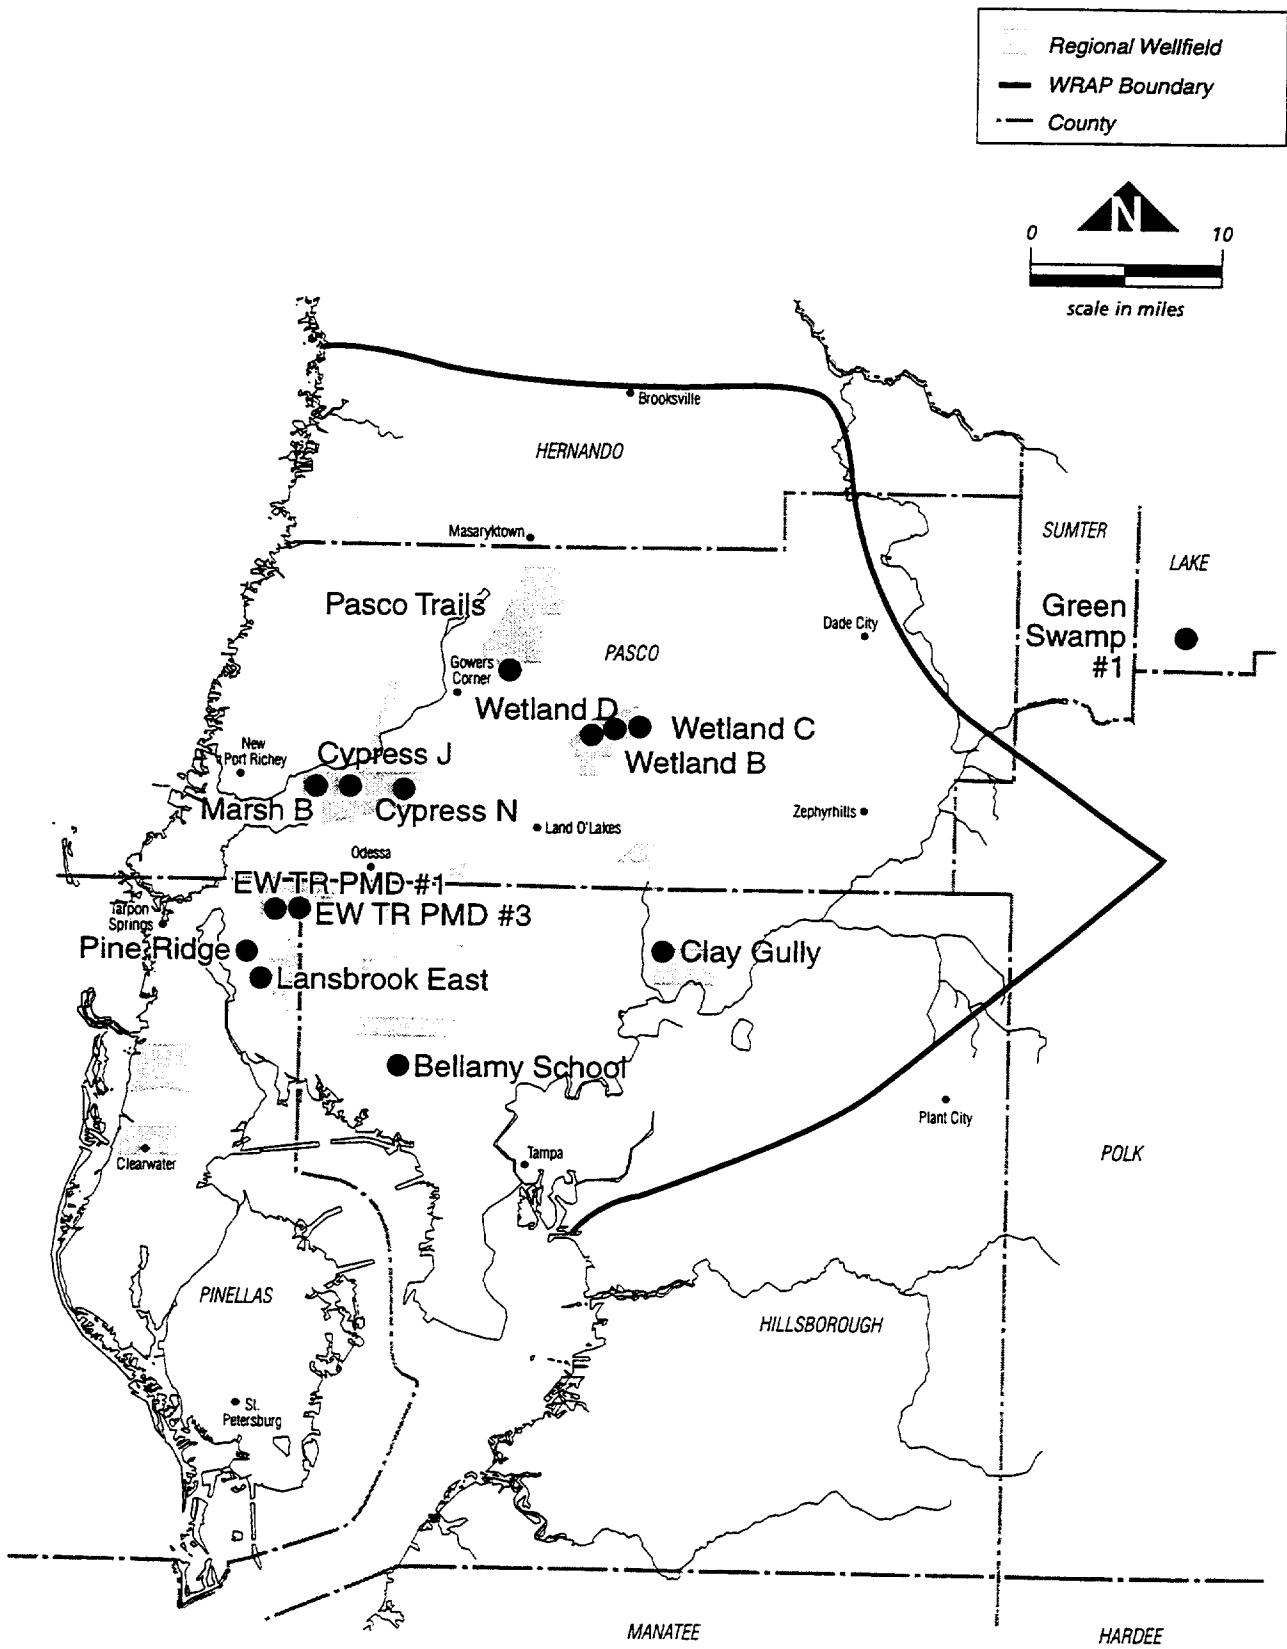 Regional Wellfield
WRAP Boundary
County
N
0 10
scale in miles
Brooksville
HERNANDO
SUMTER
Masaryktown
LAKE
Pasco Trails
Green
Swamp
#1
Dade City
PASCO
Gowers
Corner
Wetland D
Wetland C
New
Port Richey
Cypress J
Wetland B
Marsh B
Cypress N
Zephyrhills
Land O'Lakes
Odessa
EW TR PMD #1
Tarpon
Springs
EW TR PMD #3
Pine Ridge
Clay Gully
Lansbrook East
Bellamy School
Plant City
Tampa
Clearwater
POLK
PINELLAS
HILLSBOROUGH
St.
Petersburg
MANATEE
HARDEE